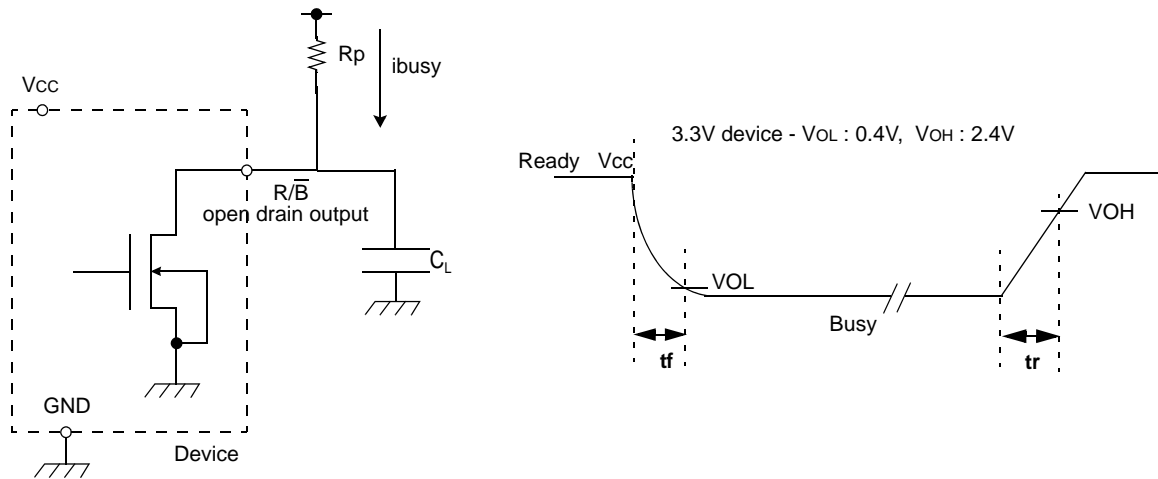 Rp
ibusy
VCC
R/B̅
open drain output
CL
GND
Device
3.3V device - VOL : 0.4V, VOH : 2.4V
Ready Vcc
VOH
VOL
Busy
tf
tr